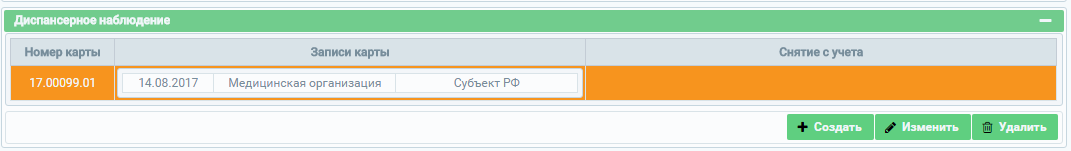 Диспансерное наблюдение
Номер карты Записи карты Снятие с учета
17.00099.01 14.08.2017 Медицинская организация Субъект РФ
Создать Изменить Удалить